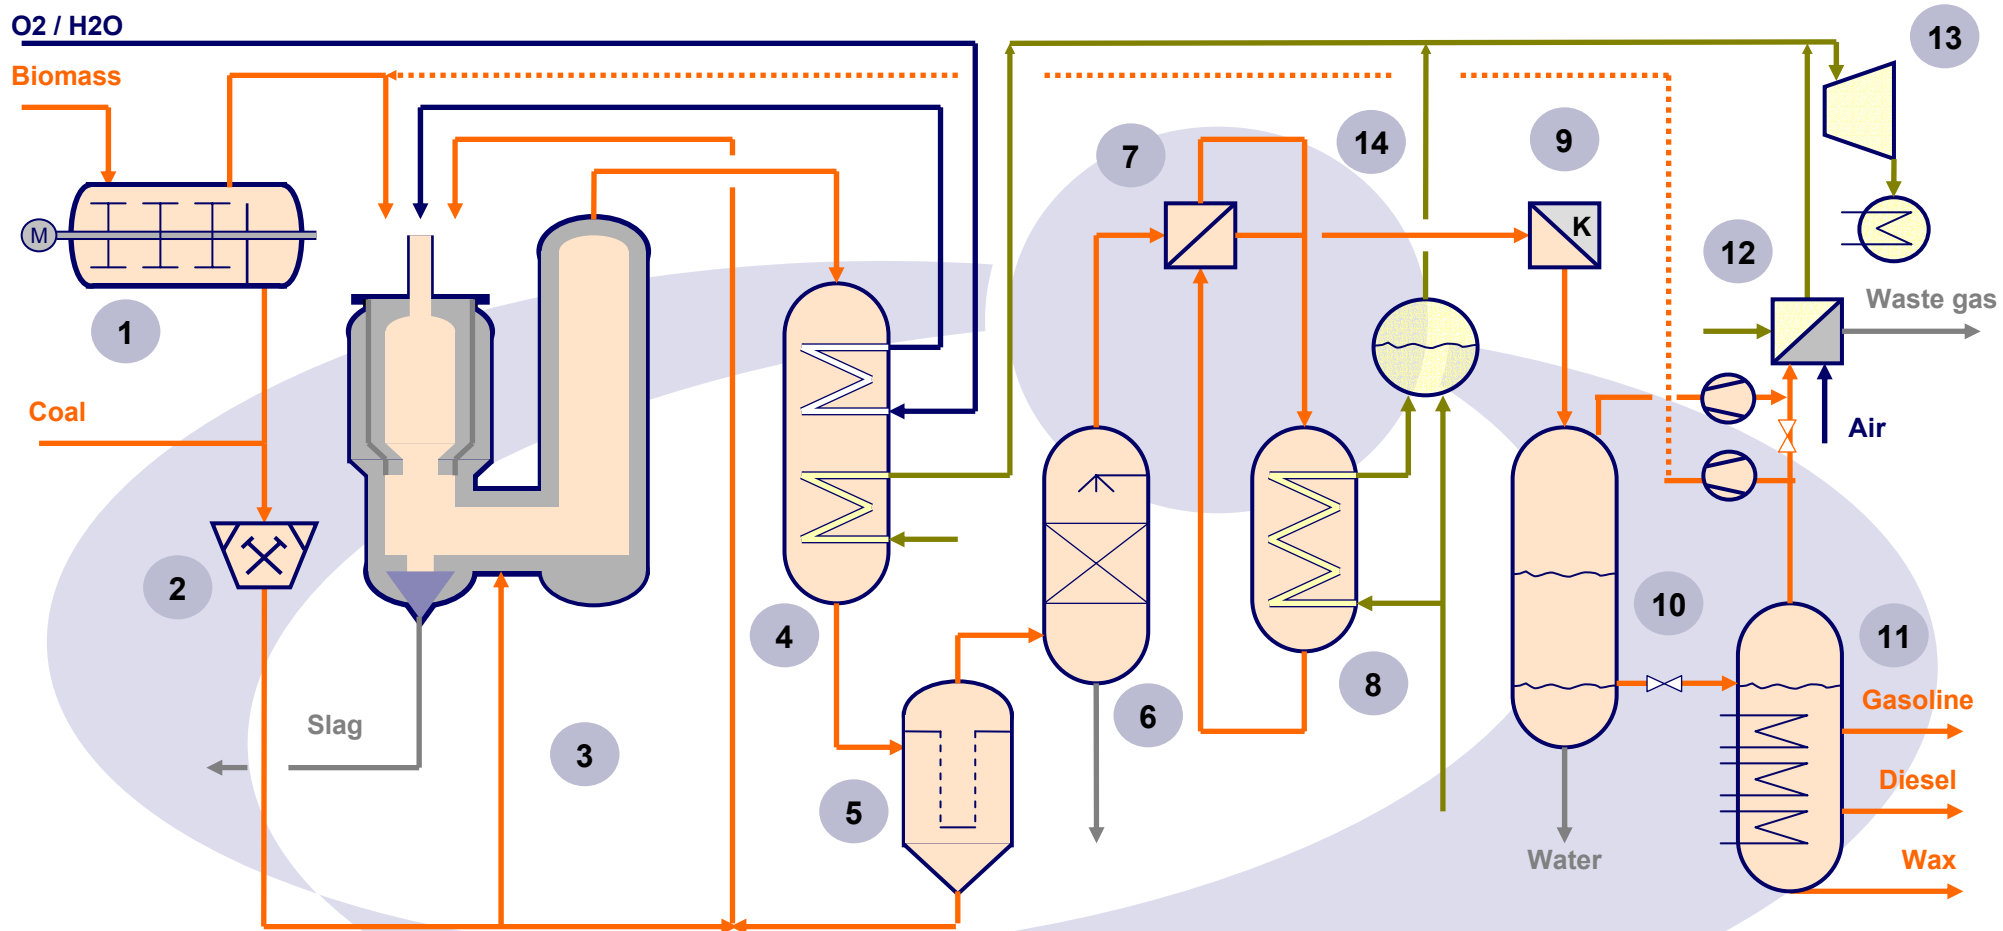 O2 / H2O
13
Biomass
7
14
9
M
K
12
1
Waste gas
Coal
Air
2
4
10
11
8
6
Gasoline
Slag
3
Diesel
5
Water
Wax